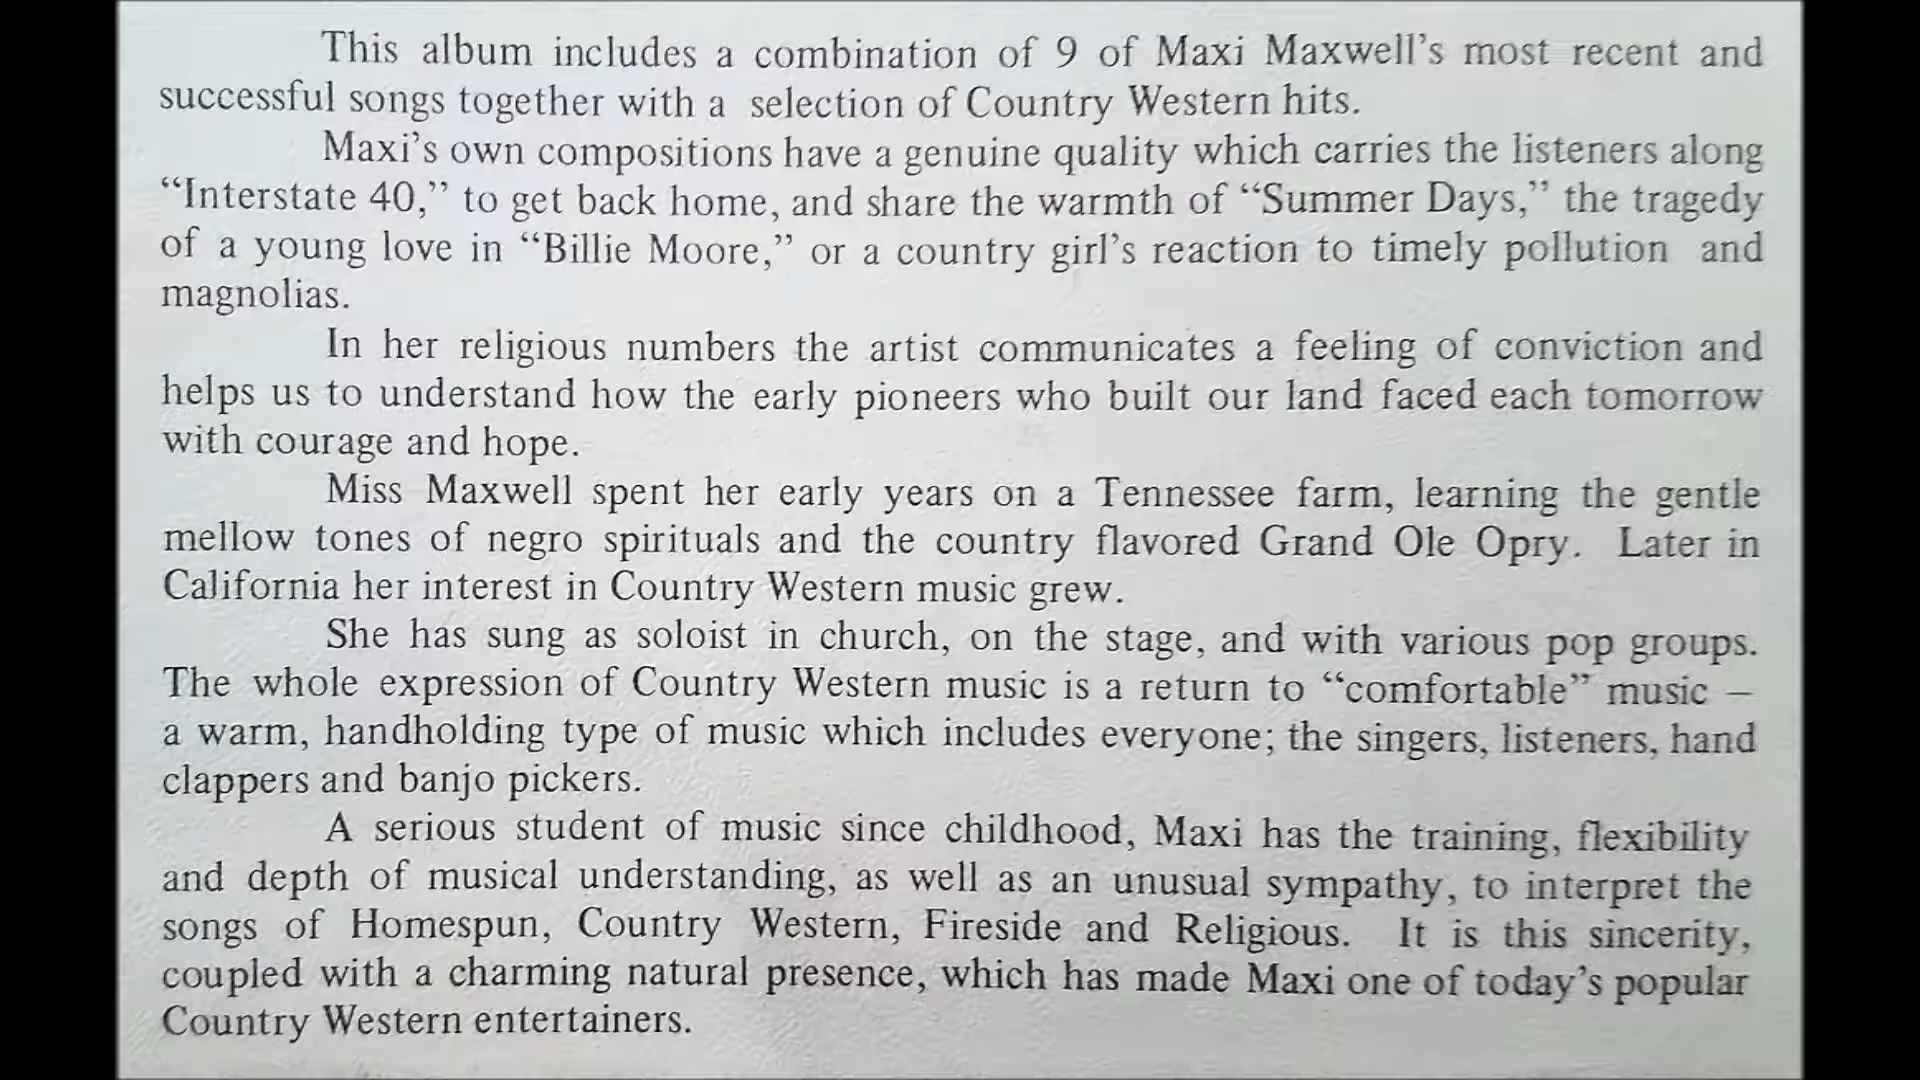 This album includes a combination of 9 of Maxi Maxwell's most recent and
successful songs together with a selection of Country Western hits.
Maxi's own compositions have a genuine quality which carries the listeners along
“Interstate 40,” to get back home, and share the warmth of “Summer Days,” the tragedy
of a young love in “Billie Moore,” or a country girl's reaction to timely pollution and
magnolias.
In her religious numbers the artist communicates a feeling of conviction and
helps us to understand how the early pioneers who built our land faced each tomorrow
with courage and hope.
Miss Maxwell spent her early years on a Tennessee farm, learning the gentle
mellow tones of negro spirituals and the country flavored Grand Ole Opry. Later in
California her interest in Country Western music grew.
She has sung as soloist in church, on the stage, and with various pop groups.
The whole expression of Country Western music is a return to “comfortable” music –
a warm, handholding type of music which includes everyone; the singers, listeners, hand
clappers and banjo pickers.
A serious student of music since childhood, Maxi has the training, flexibility
and depth of musical understanding, as well as an unusual sympathy, to interpret the
songs of Homespun, Country Western, Fireside and Religious. It is this sincerity,
coupled with a charming natural presence, which has made Maxi one of today's popular
Country Western entertainers.